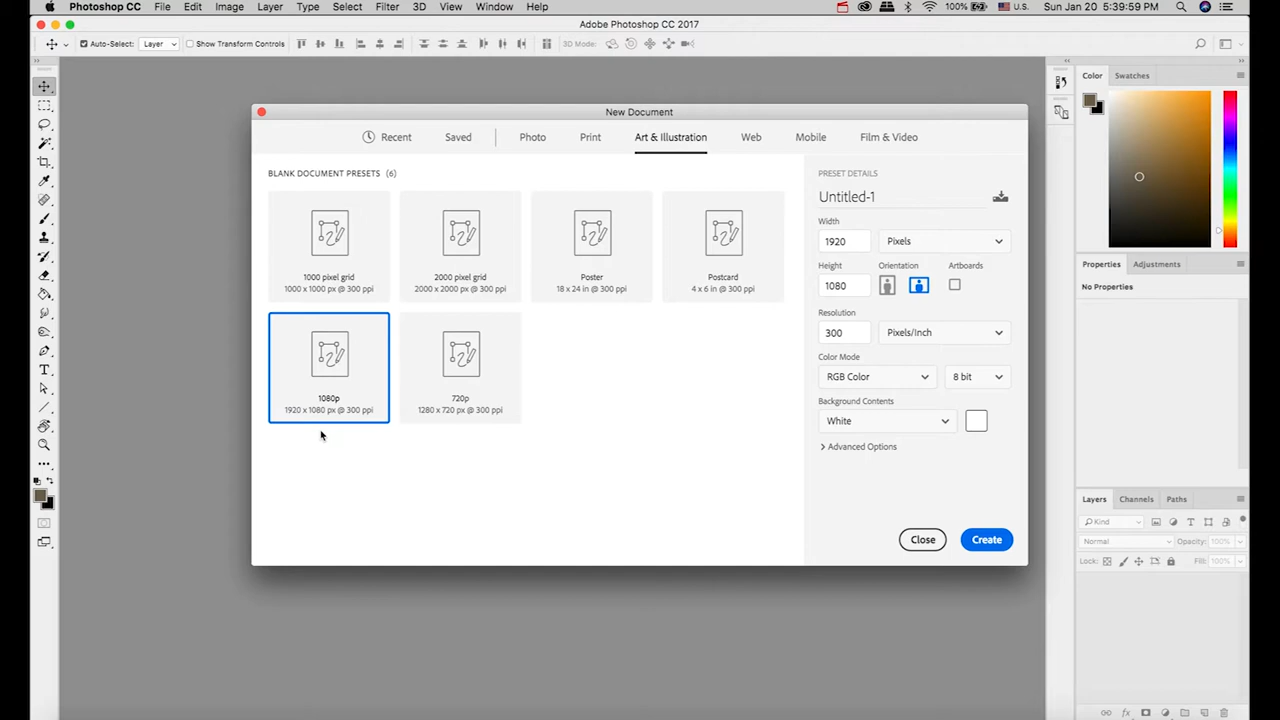 Photoshop CC File Edit Image Layer Type Select Filter 3D View Window Help 100% U.S. Sun Jan 20 5:39:59 PM
Adobe Photoshop CC 2017
Auto-Select: Layer Show Transform Controls 3D Mode:
New Document
Recent Saved Photo Print Art & Illustration Web Mobile Film & Video
BLANK DOCUMENT PRESETS (6)
1000 pixel grid
1000 x 1000 px @ 300 ppi
2000 pixel grid
2000 x 2000 px @ 300 ppi
Poster
18 x 24 in @ 300 ppi
Postcard
4 x 6 in @ 300 ppi
1080p
1920 x 1080 px @ 300 ppi
720p
1280 x 720 px @ 300 ppi
PRESET DETAILS
Untitled-1
Width
1920 Pixels
Height Orientation Artboards
1080
Resolution
300 Pixels/Inch
Color Mode
RGB Color 8 bit
Background Contents
White
Advanced Options
Close Create
Color Swatches
Properties Adjustments
No Properties
Layers Channels Paths
Kind
Normal Opacity: 100%
Lock: Fill: 100%